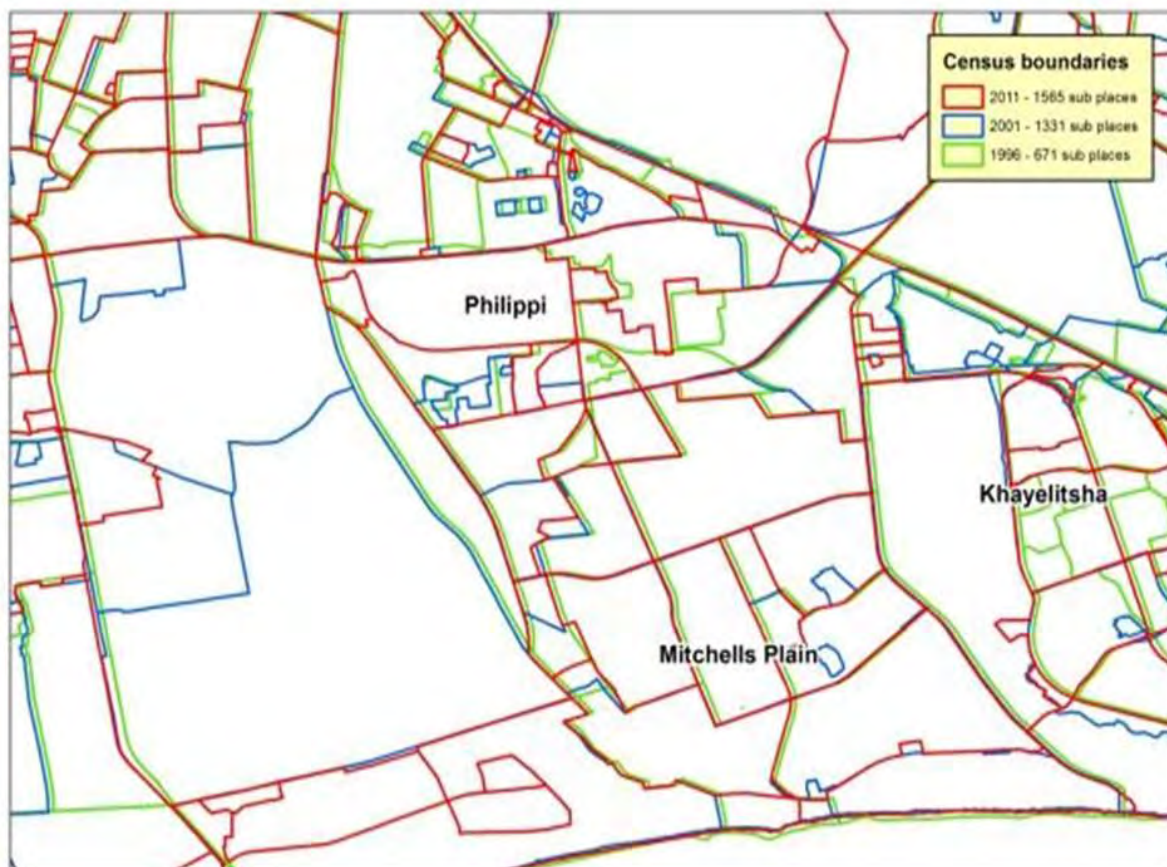 Census boundaries
2011 - 1565 sub places
2001 - 1331 sub places
1996 - 671 sub places
Philippi
Khayelitsha
Mitchells Plain